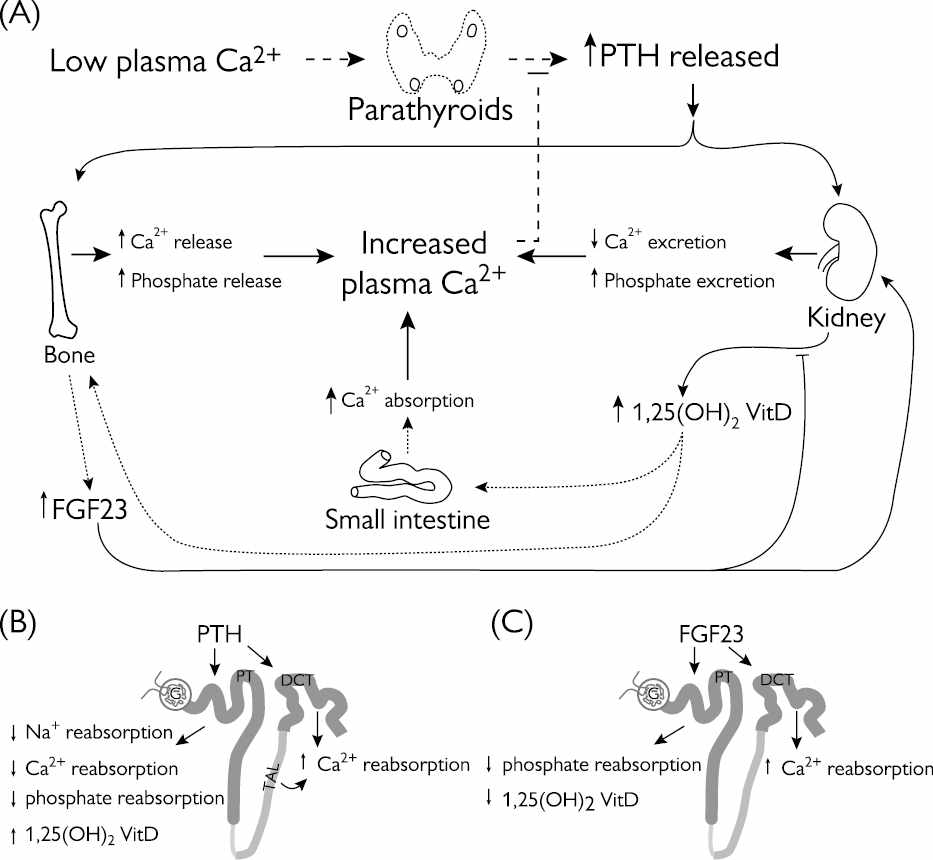 (A)
Low plasma Ca2+
Parathyroids
↑PTH released
↑ Ca2+ release
↑ Phosphate release
Increased
plasma Ca2+
↓ Ca2+ excretion
↑ Phosphate excretion
Kidney
Bone
↑ Ca2+ absorption
↑ 1,25(OH)2 VitD
↑FGF23
Small intestine
(B)
PTH
G
PT
DCT
↓ Na+ reabsorption
↓ Ca2+ reabsorption
↓ phosphate reabsorption
↑ 1,25(OH)2 VitD
TAL
↑ Ca2+ reabsorption
(C)
FGF23
G
PT
DCT
↓ phosphate reabsorption
↓ 1,25(OH)2 VitD
↑ Ca2+ reabsorption